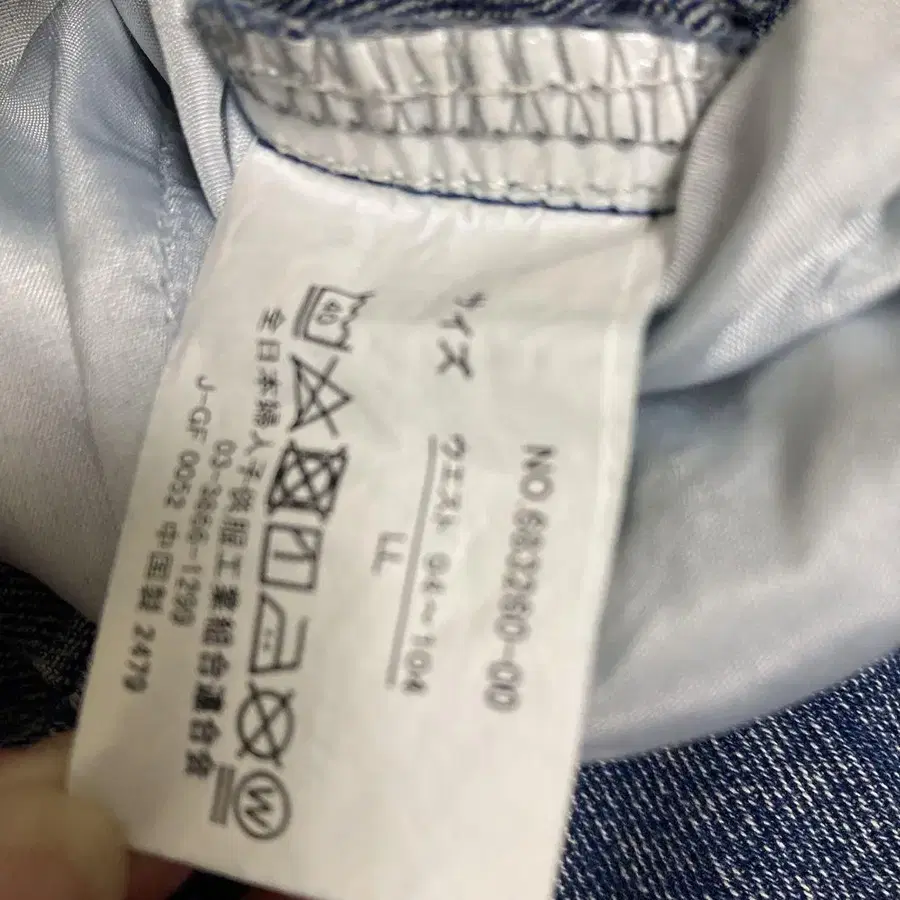 NO.683260-00
サイズ
ウエスト 94~104
LL
40
W
全日本婦人子供服工業組合連合会
03-3866-1299
J-GF 0052 中国製 2479